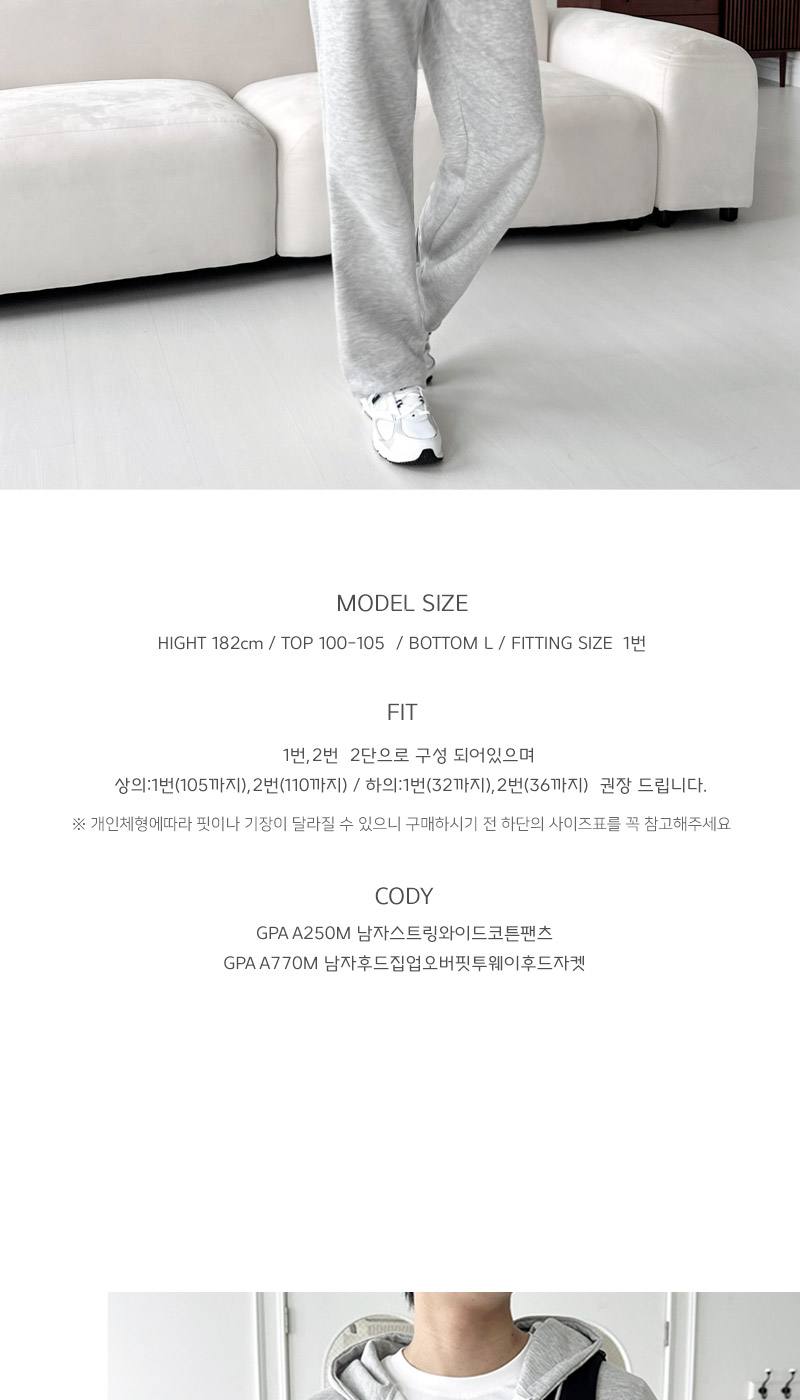 MODEL SIZE
HIGHT 182cm / TOP 100-105 / BOTTOM L / FITTING SIZE 1번
FIT
1번,2번 2단으로 구성 되어있으며
상의:1번(105까지),2번(110까지) / 하의:1번(32까지),2번(36까지) 권장 드립니다.
※ 개인체형에따라 핏이나 기장이 달라질 수 있으니 구매하시기 전 하단의 사이즈표를 꼭 참고해주세요
CODY
GPA A250M 남자스트링와이드코튼팬츠
GPA A770M 남자후드집업오버핏투웨이후드자켓